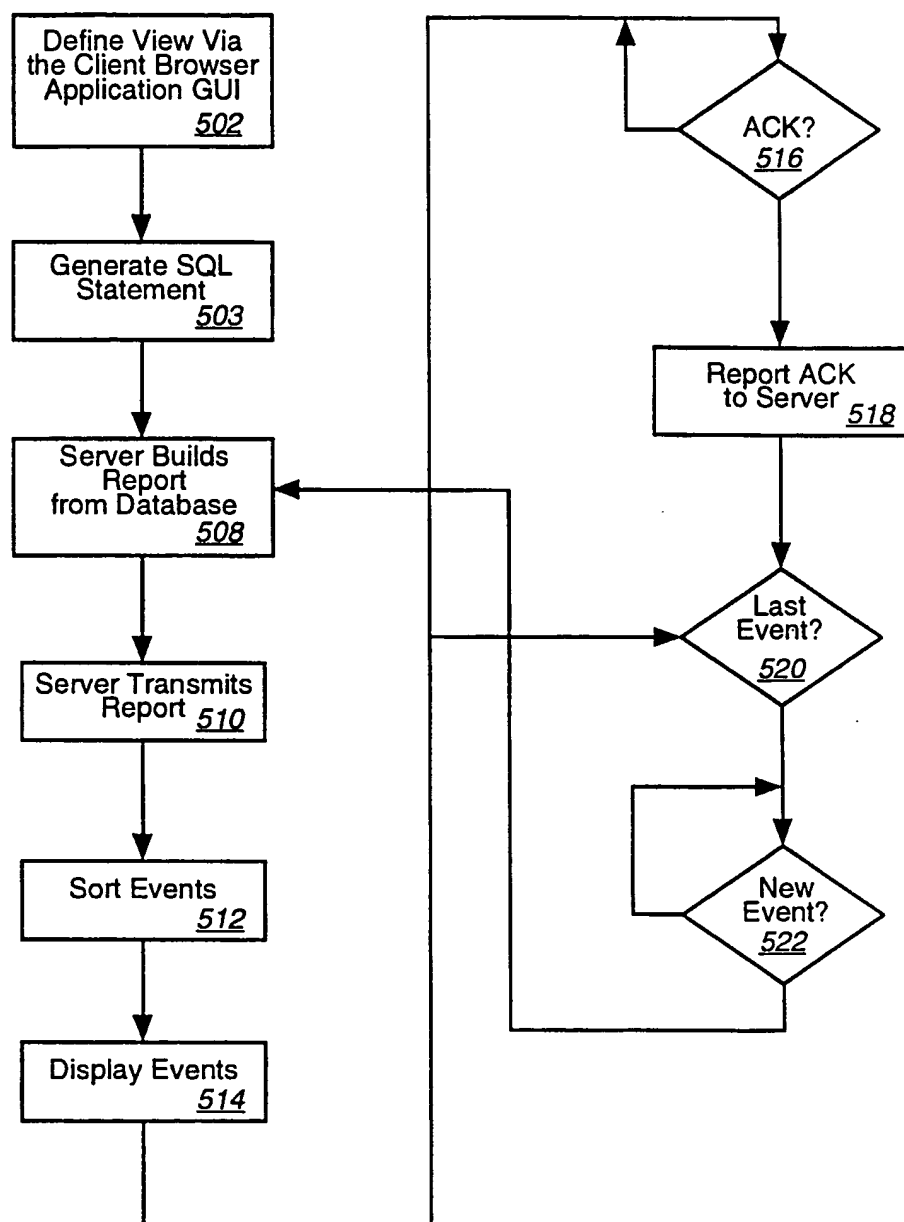 Define View Via
the Client Browser
Application GUI
502
Generate SQL
Statement
503
Server Builds
Report
from Database
508
Server Transmits
Report
510
Sort Events
512
Display Events
514
ACK?
516
Report ACK
to Server
518
Last
Event?
520
New
Event?
522